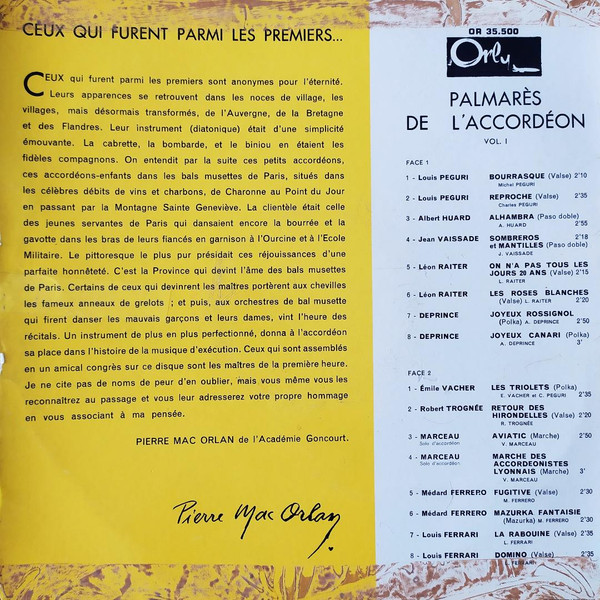 CEUX QUI FURENT PARMI LES PREMIERS...
CEUX qui furent parmi les premiers sont anonymes pour l'éternité.
Leurs apparences se retrouvent dans les noces de village, les
villages, mais désormais transformés, de l'Auvergne, de la Bretagne
et des Flandres. Leur instrument (diatonique) était d'une simplicité
émouvante. La cabrette, la bombarde, et le biniou en étaient les
fidèles compagnons. On entendit par la suite ces petits accordéons,
ces accordéons-enfants dans les bals musettes de Paris, situés dans
les célèbres débits de vins et charbons, de Charonne au Point du Jour
en passant par la Montagne Sainte Geneviève. La clientèle était celle
des jeunes servantes de Paris qui dansaient encore la bourrée et la
gavotte dans les bras de leurs fiancés en garnison à l'Ourcine et à l'Ecole
Militaire. Le pittoresque le plus pur présidait ces réjouissances d'une
parfaite honnêteté. C'est la Province qui devint l'âme des bals musettes
de Paris. Certains de ceux qui devinrent les maîtres portèrent aux chevilles
les fameux anneaux de grelots ; et puis, aux orchestres de bal musette
qui firent danser les mauvais garçons et leurs dames, vint l'heure des
récitals. Un instrument de plus en plus perfectionné, donna à l'accordéon
sa place dans l'histoire de la musique d'exécution. Ceux qui sont assemblés
en un amical congrès sur ce disque sont les maîtres de la première heure.
Je ne cite pas de noms de peur d'en oublier, mais vous même vous les
reconnaîtrez au passage et vous leur adresserez votre propre hommage
en vous associant à ma pensée.
PIERRE MAC ORLAN de l'Académie Goncourt.
Pierre Mac Orlan
OR 35.500
Orly
PALMARÈS
DE L'ACCORDÉON
VOL. I
FACE 1
1 - Louis PEGURI BOURRASQUE (Valse) 2'10
Michel PEGURI
2 - Louis PEGURI REPROCHE (Valse) 2'35
Charles PEGURI
3 - Albert HUARD ALHAMBRA (Paso doble)
A. HUARD 2'55
4 - Jean VAISSADE SOMBREROS 2'18
et MANTILLES (Paso doble)
J. VAISSADE
5 - Léon RAITER ON N'A PAS TOUS LES
JOURS 20 ANS (Valse) 2'15
L. RAITER
6 - Léon RAITER LES ROSES BLANCHES
(Valse) L. RAITER 2'20
7 - DEPRINCE JOYEUX ROSSIGNOL
(Polka) A. DEPRINCE 2'50
8 - DEPRINCE JOYEUX CANARI (Polka)
A. DEPRINCE 3'
FACE 2
1 - Émile VACHER LES TRIOLETS (Polka)
E. VACHER et C. PEGURI 2'35
2 - Robert TROGNÉE RETOUR DES
HIRONDELLES (Valse) 2'20
R. TROGNÉE
3 - MARCEAU AVIATIC (Marche) 2'50
Solo d'accordéon V. MARCEAU
4 - MARCEAU MARCHE DES
Solo d'accordéon ACCORDEONISTES
LYONNAIS (Marche) 3'
V. MARCEAU
5 - Médard FERRERO FUGITIVE (Valse) 2'30
M. FERRERO
6 - Médard FERRERO MAZURKA FANTAISIE
(Mazurka) M. FERRERO 2'30
7 - Louis FERRARI LA RABOUINE (Valse)
L. FERRARI 2'35
8 - Louis FERRARI DOMINO (Valse) 2'35
L. FERRARI